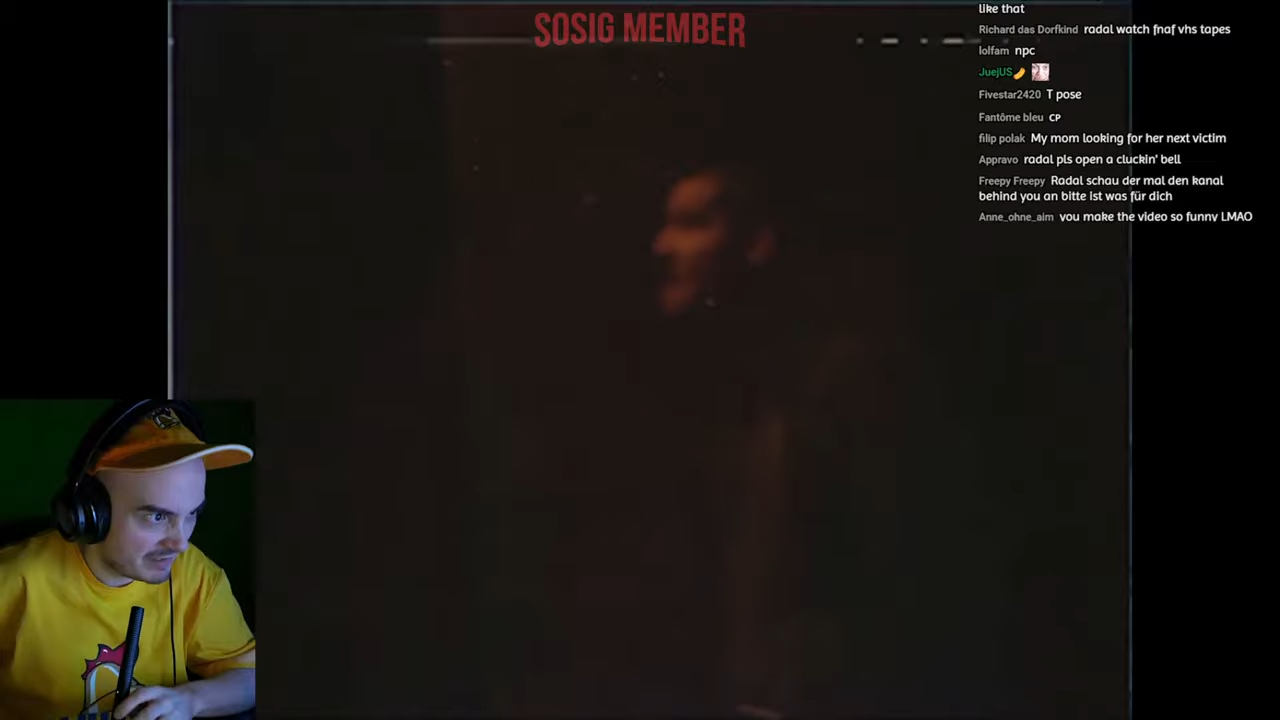 SOSIG MEMBER
like that
Richard das Dorfkind radal watch fnaf vhs tapes
lolfam npc
JuejUS
Fivestar2420 T pose
Fantôme bleu CP
filip polak My mom looking for her next victim
Appravo radal pls open a cluckin' bell
Freepy Freepy Radal schau der mal den kanal
behind you an bitte ist was für dich
Anne_ohne_aim you make the video so funny LMAO